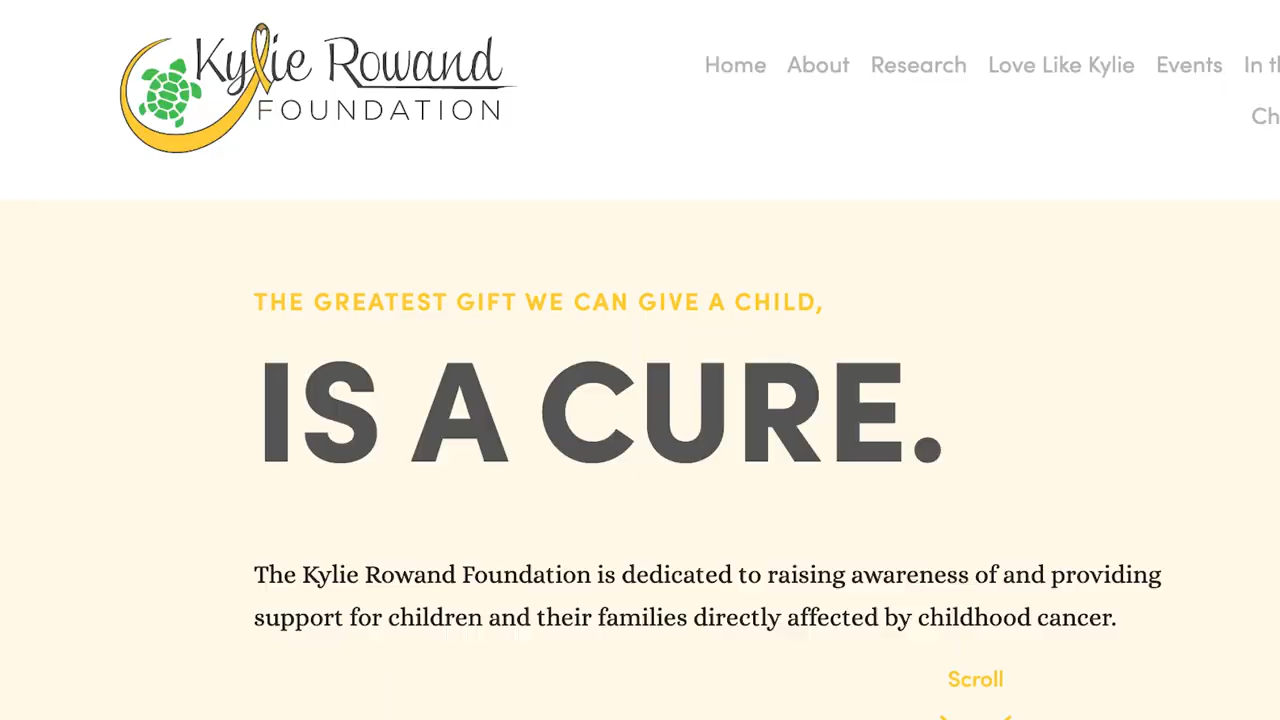 Kylie Rowand
FOUNDATION
Home About Research Love Like Kylie Events In
THE GREATEST GIFT WE CAN GIVE A CHILD,
IS A CURE.
The Kylie Rowand Foundation is dedicated to raising awareness of and providing
support for children and their families directly affected by childhood cancer.
Scroll